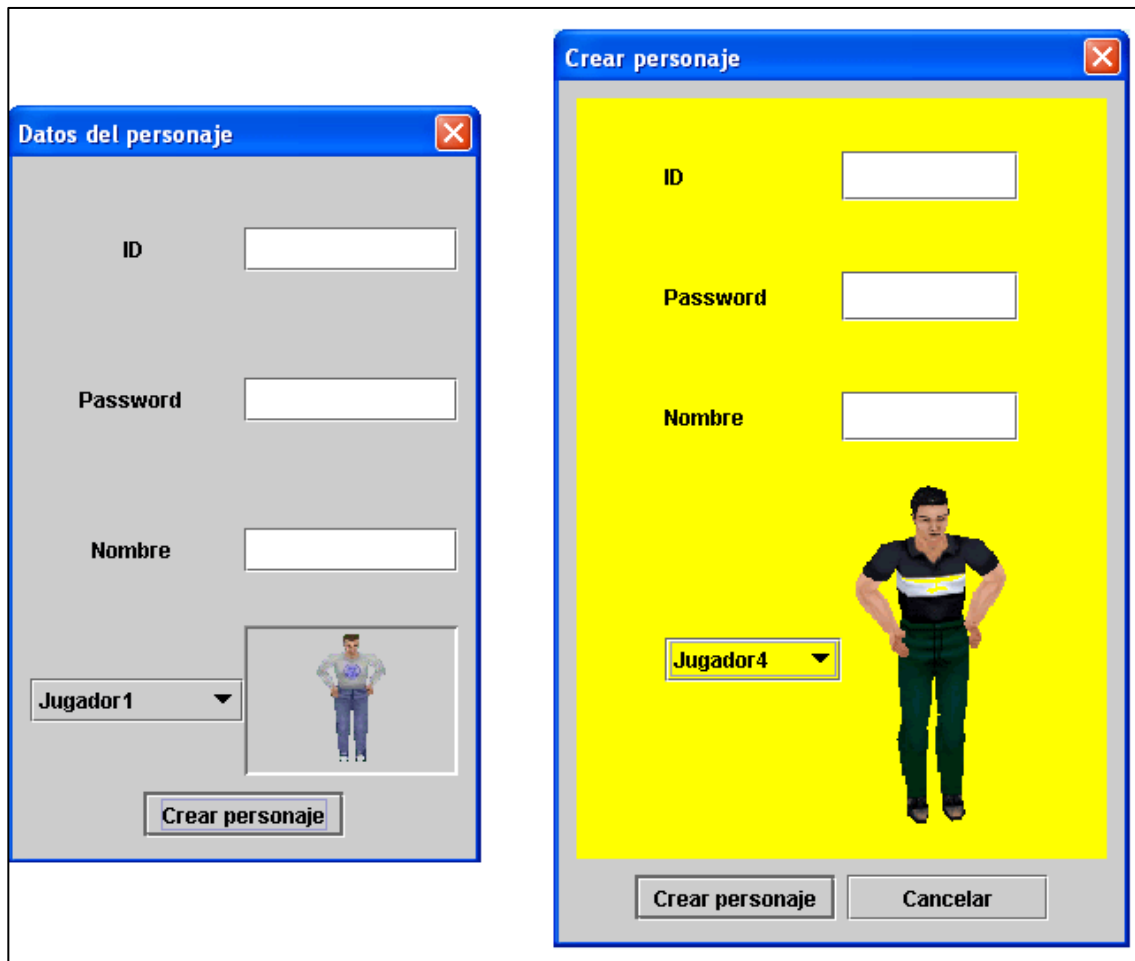 Datos del personaje
ID
Password
Nombre
Jugador1
Crear personaje
Crear personaje
ID
Password
Nombre
Jugador4
Crear personaje
Cancelar